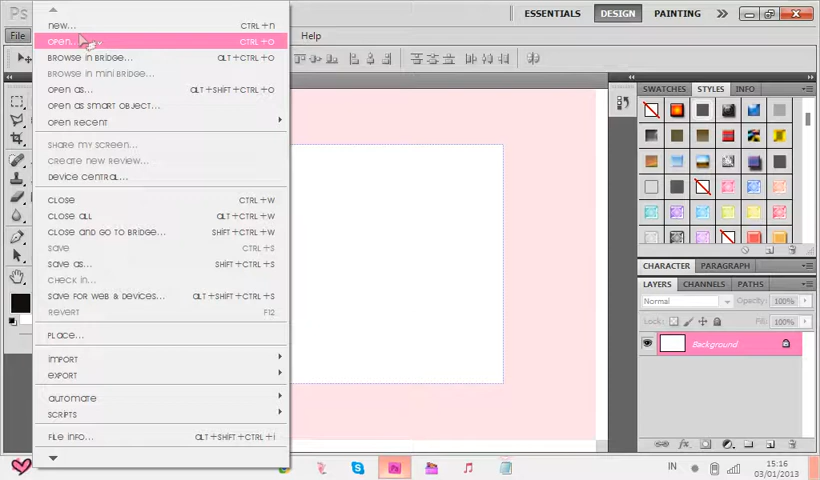 Ps
ESSENTIALS
DESIGN
PAGE
File
Help
new...
CTRL+n
open...
CTRL+O
Browse in Bridge...
ALT+CTRL+O
Browse in mini Bridge...
open as...
ALT+SHIFT+CTRL+O
open as smart object...
open recent
share my screen...
create new review...
Device central...
close
CTRL+W
close all
ALT+CTRL+W
close and go to Bridge...
SHIFT+CTRL+W
save
CTRL+S
save as...
SHIFT+CTRL+S
check in...
save for web & devices...
ALT+SHIFT+CTRL+S
revert
F12
place...
import
export
automate
scripts
file info...
ALT+SHIFT+CTRL+i
SWATCHES
STYLES
INFO
CHARACTER
PARAGRAPH
LAYERS
CHANNELS
PATHS
Normal
Opacity:
100%
Lock:
Fill:
100%
Background
IN
15:16
03/01/2013